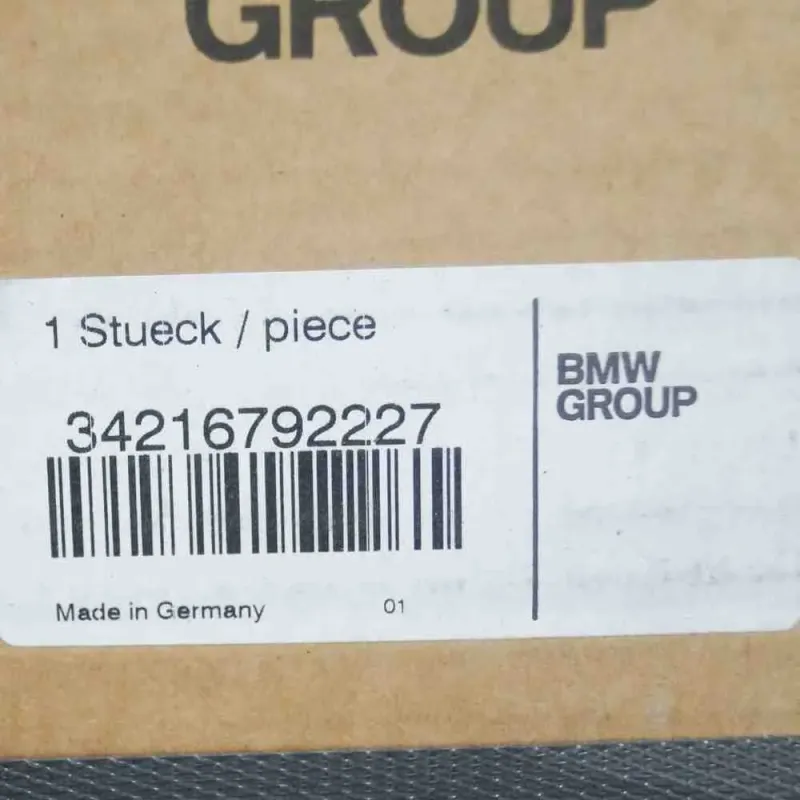 GROUP
1 Stueck / piece
34216792227
BMW
GROUP
Made in Germany 01